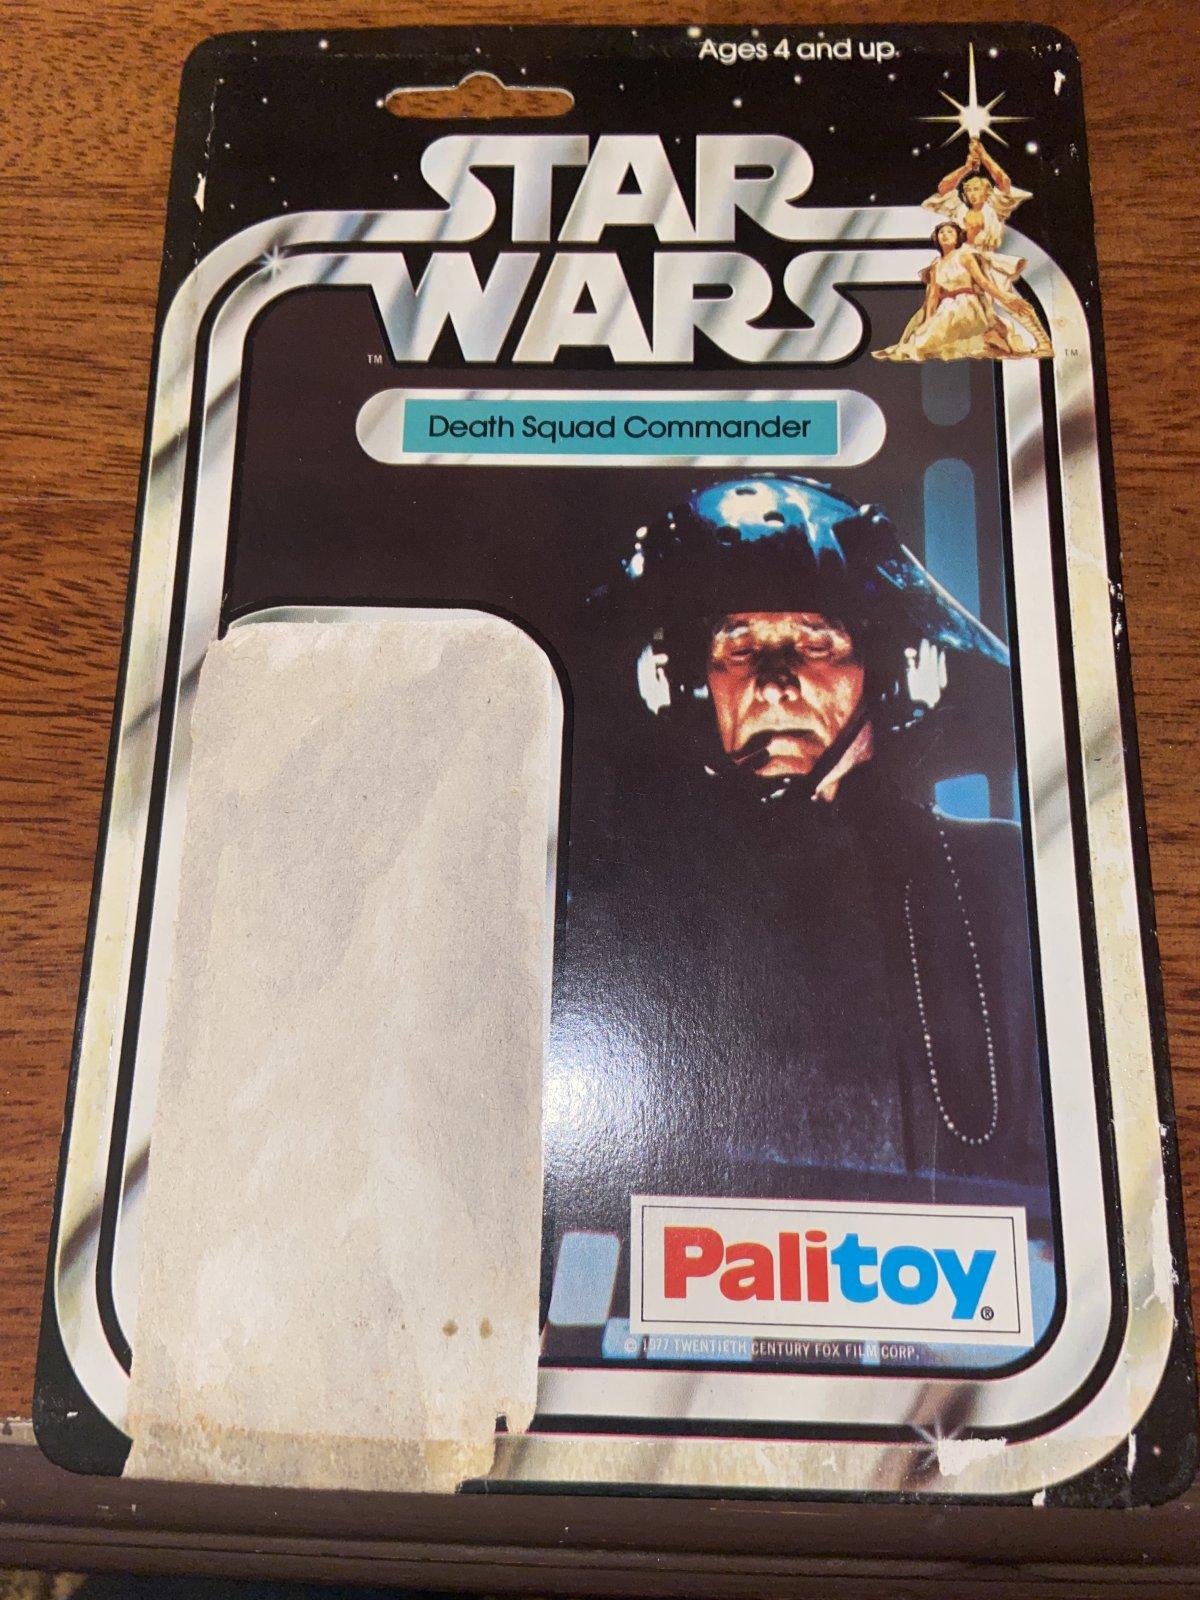 Ages 4 and up.
STAR
WARS
TM
TM
Death Squad Commander
Palitoy®
© 1977 TWENTIETH CENTURY FOX FILM CORP.